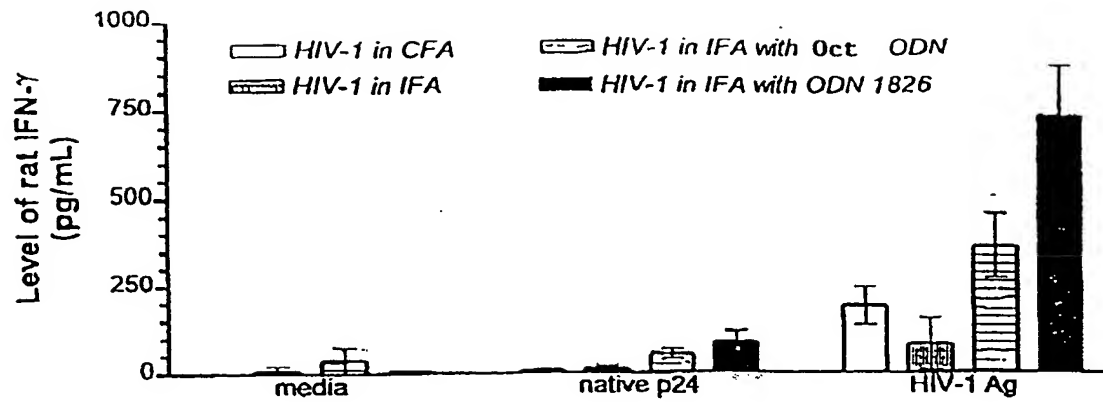 1000
750
500
250
0
Level of rat IFN-γ
(pg/mL)
HIV-1 in CFA
HIV-1 in IFA
HIV-1 in IFA with Oct ODN
HIV-1 in IFA with ODN 1826
media
native p24
HIV-1 Ag